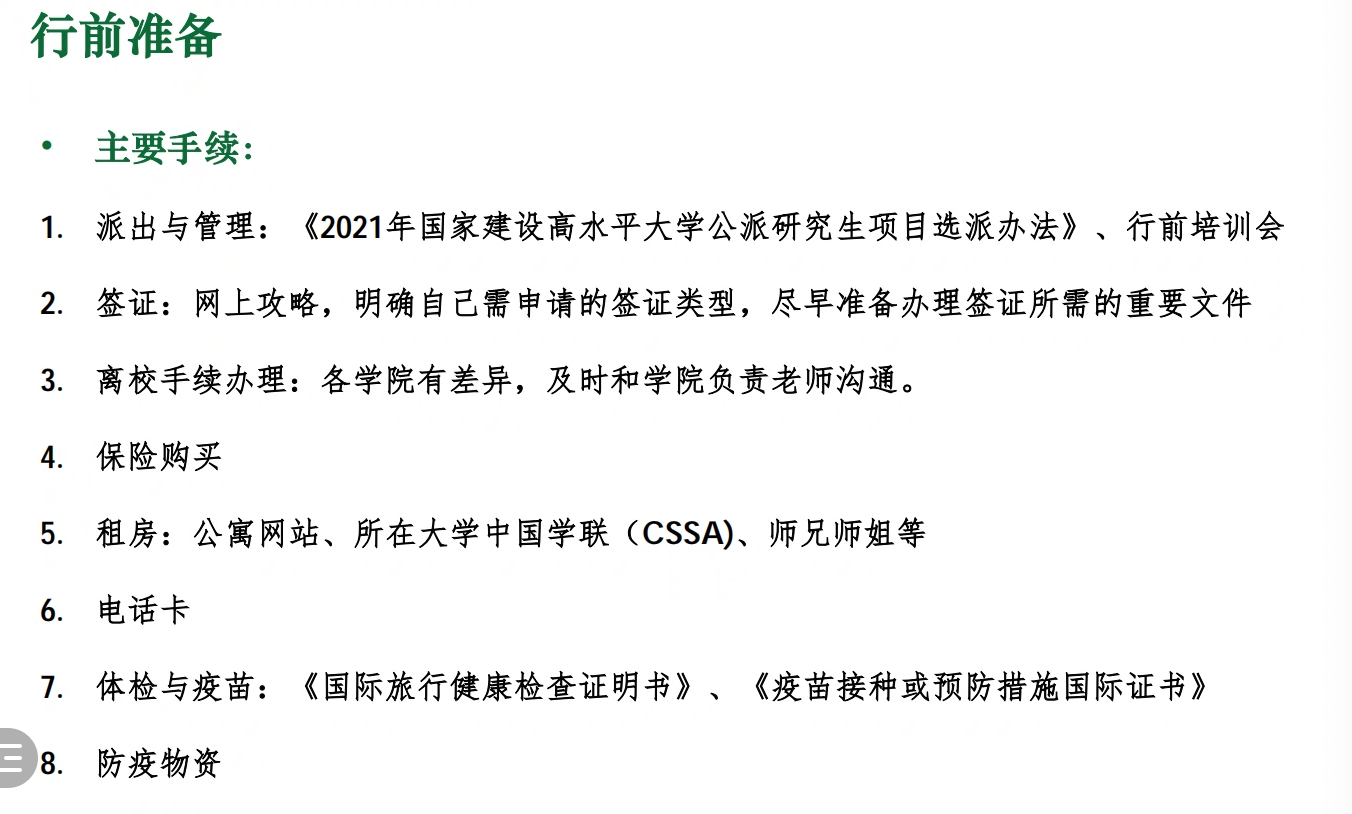 行前准备
• 主要手续：
1. 派出与管理：《2021年国家建设高水平大学公派研究生项目选派办法》、行前培训会
2. 签证：网上攻略，明确自己需申请的签证类型，尽早准备办理签证所需的重要文件
3. 离校手续办理：各学院有差异，及时和学院负责老师沟通。
4. 保险购买
5. 租房：公寓网站、所在大学中国学联（CSSA)、师兄师姐等
6. 电话卡
7. 体检与疫苗：《国际旅行健康检查证明书》、《疫苗接种或预防措施国际证书》
8. 防疫物资